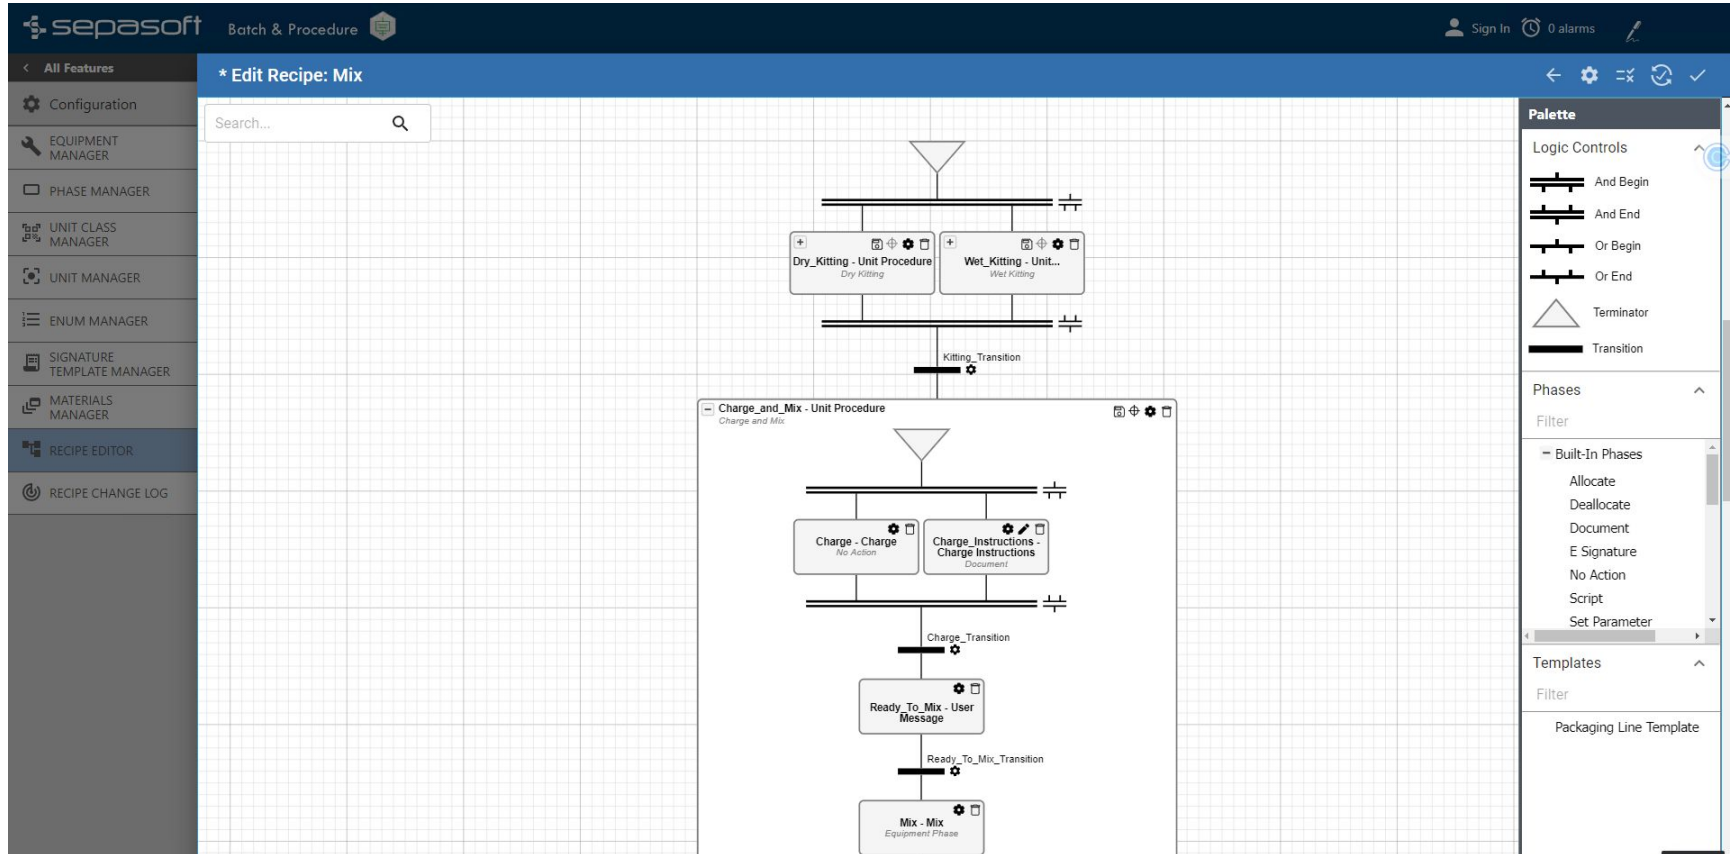 sepasoft
Batch & Procedure
Sign In
0 alarms
All Features
* Edit Recipe: Mix
Configuration
EQUIPMENT
MANAGER
PHASE MANAGER
UNIT CLASS
MANAGER
UNIT MANAGER
ENUM MANAGER
SIGNATURE
TEMPLATE MANAGER
MATERIALS
MANAGER
RECIPE EDITOR
RECIPE CHANGE LOG
Search...
Dry_Kitting - Unit Procedure
Dry Kitting
Wet_Kitting - Unit...
Wet Kitting
Kitting_Transition
Charge_and_Mix - Unit Procedure
Charge and Mix
Charge - Charge
No Action
Charge_Instructions -
Charge Instructions
Document
Charge_Transition
Ready_To_Mix - User
Message
Ready_To_Mix_Transition
Mix - Mix
Equipment Phase
Palette
Logic Controls
And Begin
And End
Or Begin
Or End
Terminator
Transition
Phases
Filter
Built-In Phases
Allocate
Deallocate
Document
E Signature
No Action
Script
Set Parameter
Templates
Filter
Packaging Line Template